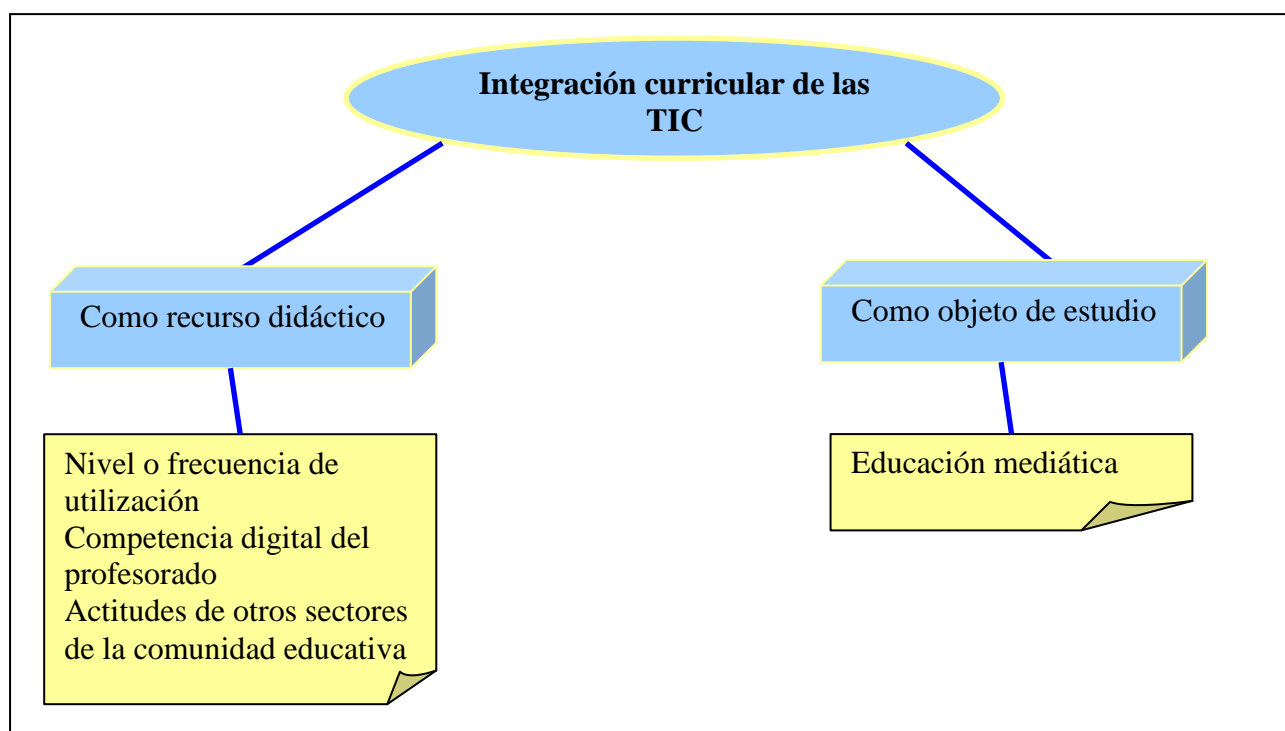 Integración curricular de las
TIC
Como recurso didáctico
Como objeto de estudio
Nivel o frecuencia de
utilización
Competencia digital del
profesorado
Actitudes de otros sectores
de la comunidad educativa
Educación mediática